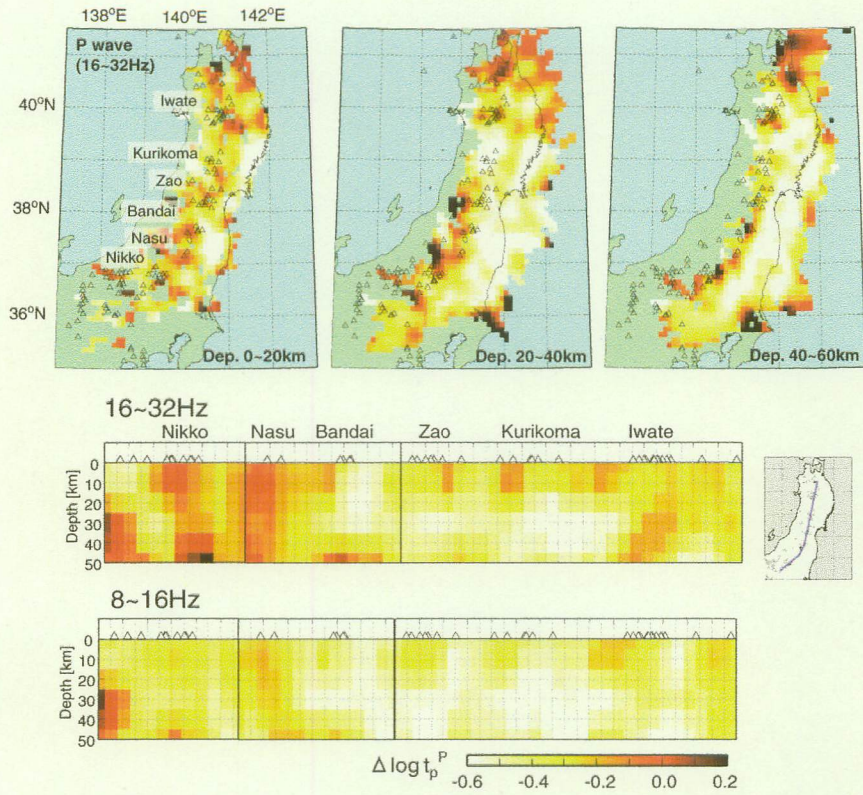 138°E 140°E 142°E
P wave
(16~32Hz)
40°N
38°N
36°N
Iwate
Kurikoma
Zao
Bandai
Nasu
Nikko
Dep. 0~20km
Dep. 20~40km
Dep. 40~60km
16~32Hz
Nikko Nasu Bandai Zao Kurikoma Iwate
Depth [km]
0
10
20
30
40
50
8~16Hz
Depth [km]
0
10
20
30
40
50
Δ log tpP
-0.6 -0.4 -0.2 0.0 0.2